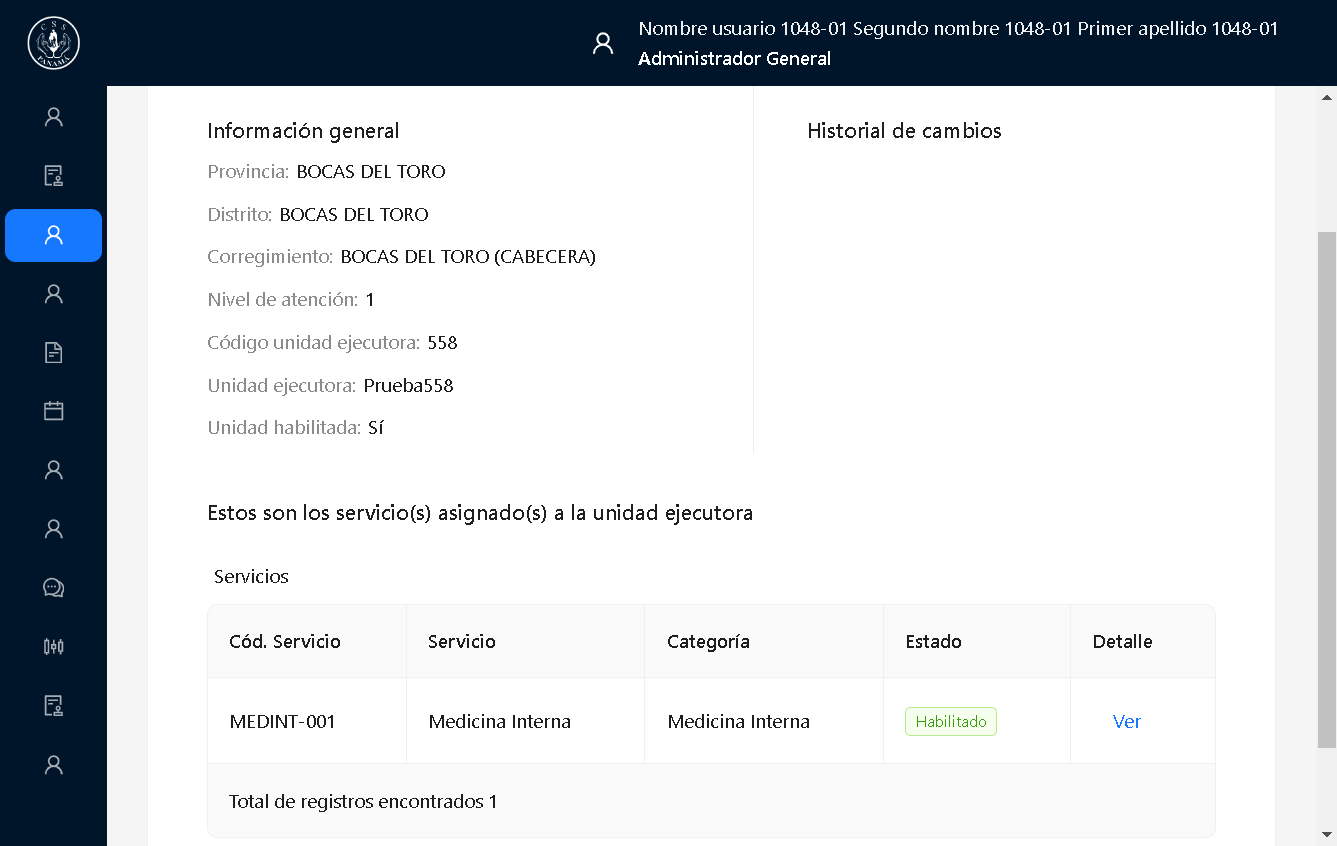 CSS
PANAMÁ
Nombre usuario 1048-01 Segundo nombre 1048-01 Primer apellido 1048-01
Administrador General
Información general
Provincia: BOCAS DEL TORO
Distrito: BOCAS DEL TORO
Corregimiento: BOCAS DEL TORO (CABECERA)
Nivel de atención: 1
Código unidad ejecutora: 558
Unidad ejecutora: Prueba558
Unidad habilitada: Sí
Historial de cambios
Estos son los servicio(s) asignado(s) a la unidad ejecutora
Servicios
Cód. Servicio Servicio Categoría Estado Detalle
MEDINT-001 Medicina Interna Medicina Interna Habilitado Ver
Total de registros encontrados 1